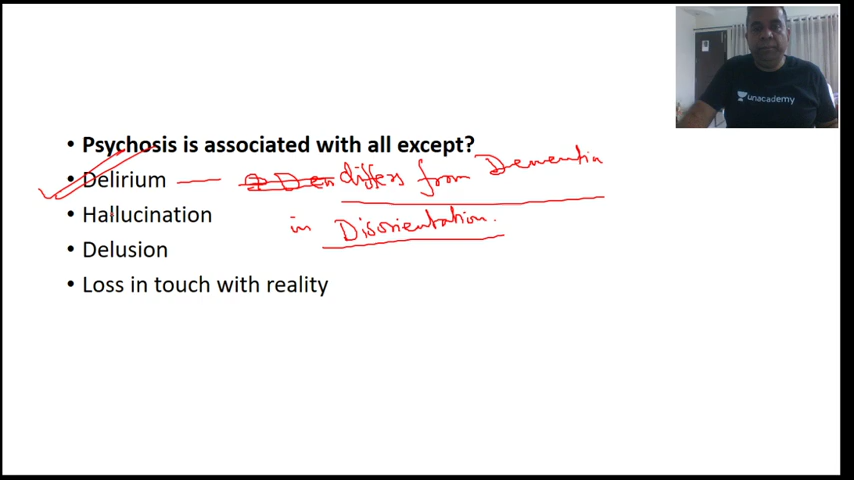 unacademy
• Psychosis is associated with all except?
• Delirium — differs from Dementia
• Hallucination in Disorientation.
• Delusion
• Loss in touch with reality